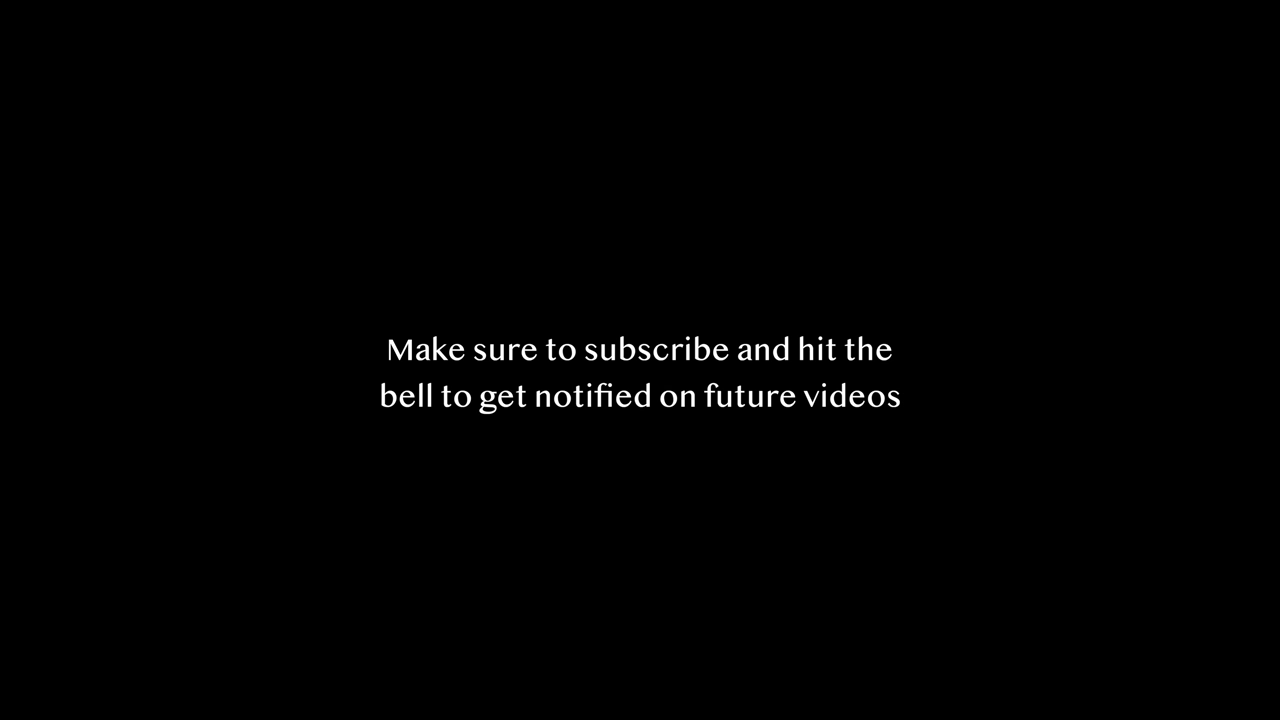 Make sure to subscribe and hit the
bell to get notified on future videos